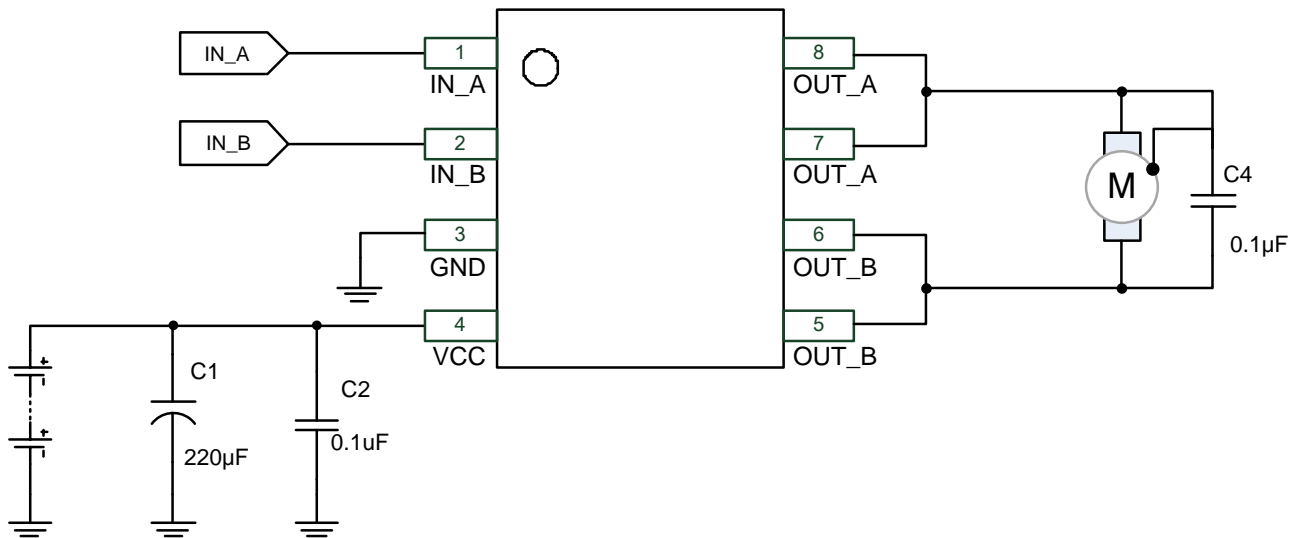 IN_A
1
IN_A
8
OUT_A
IN_B
2
IN_B
7
OUT_A
M
C4
0.1µF
3
GND
6
OUT_B
4
VCC
5
OUT_B
+
+
C1
220µF
C2
0.1uF